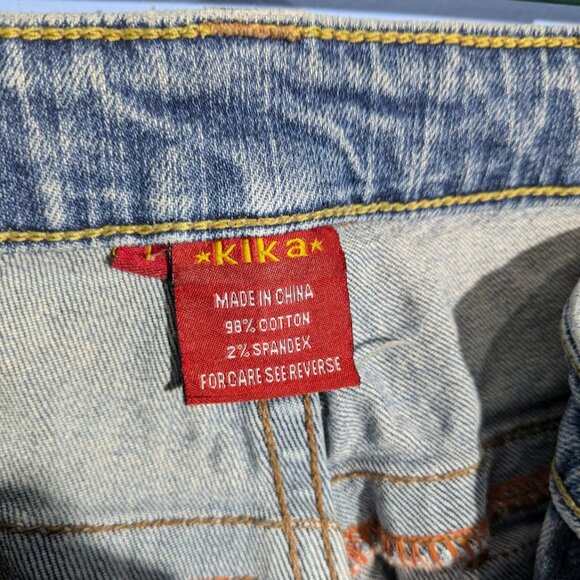 ★kika★
MADE IN CHINA
98% COTTON
2% SPANDEX
FOR CARE SEE REVERSE